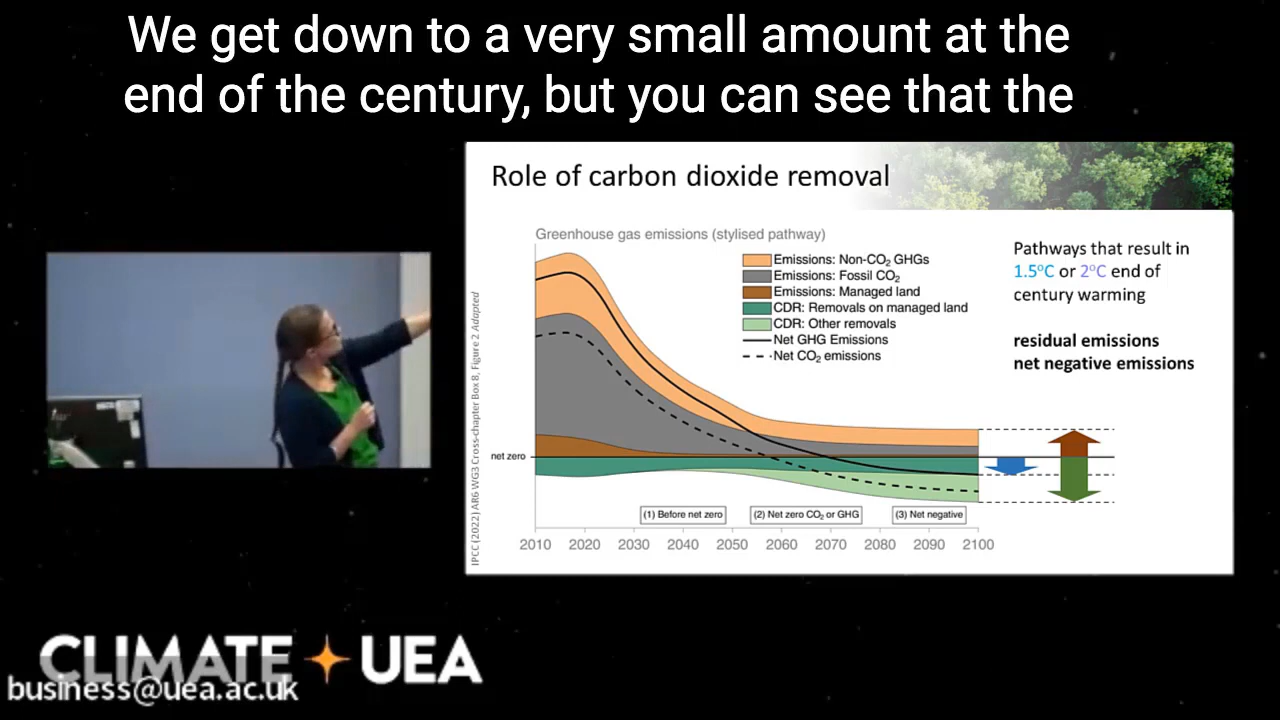 We get down to a very small amount at the
end of the century, but you can see that the
Role of carbon dioxide removal
Greenhouse gas emissions (stylised pathway)
Emissions: Non-CO₂ GHGs
Emissions: Fossil CO₂
Emissions: Managed land
CDR: Removals on managed land
CDR: Other removals
Net GHG Emissions
Net CO₂ emissions
Pathways that result in
1.5°C or 2°C end of
century warming
residual emissions
net negative emissions
IPCC (2022) AR6 WG3 Cross-chapter Box 8, Figure 2 Adapted
net zero
(1) Before net zero
(2) Net zero CO₂ or GHG
(3) Net negative
2010 2020 2030 2040 2050 2060 2070 2080 2090 2100
CLIMATE UEA
business@uea.ac.uk